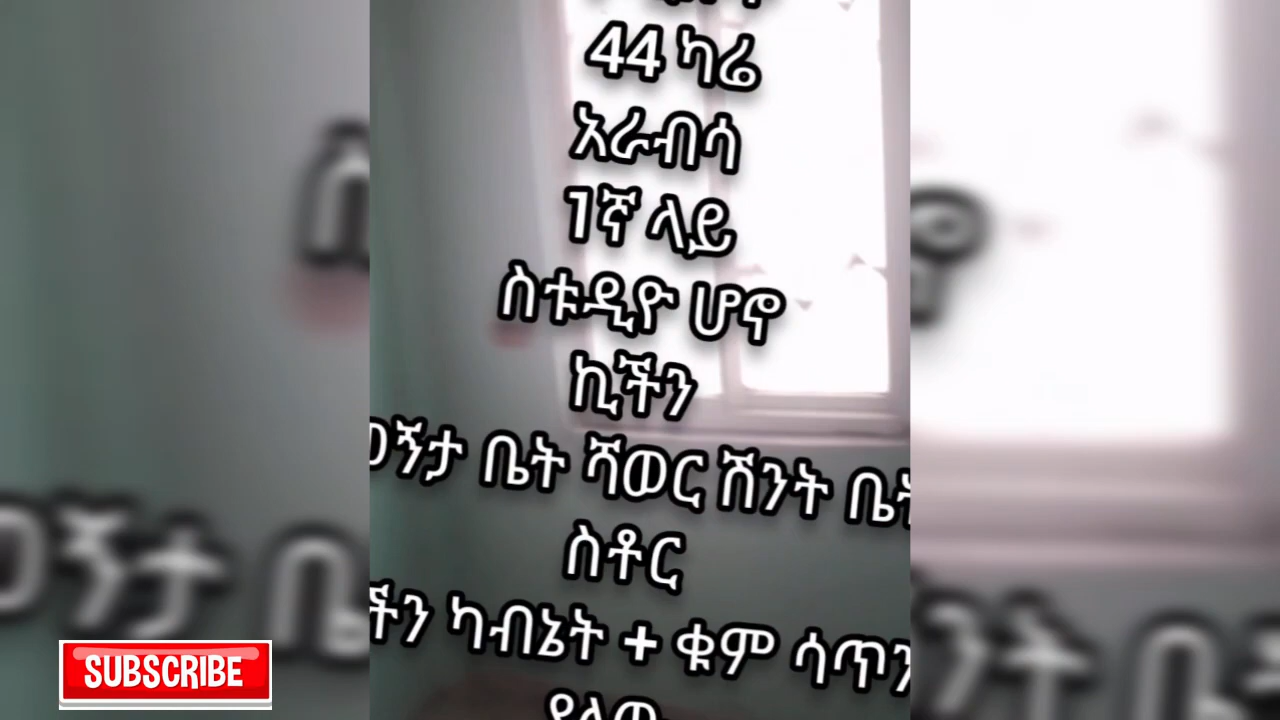 44 ካሬ
አራብሳ
1ኛ ላይ
ስቱዲዮ ሆኖ
ኪችን
ቤት ሻወር ሽንት
ስቶር
ካብኔት + ቁም
SUBSCRIBE